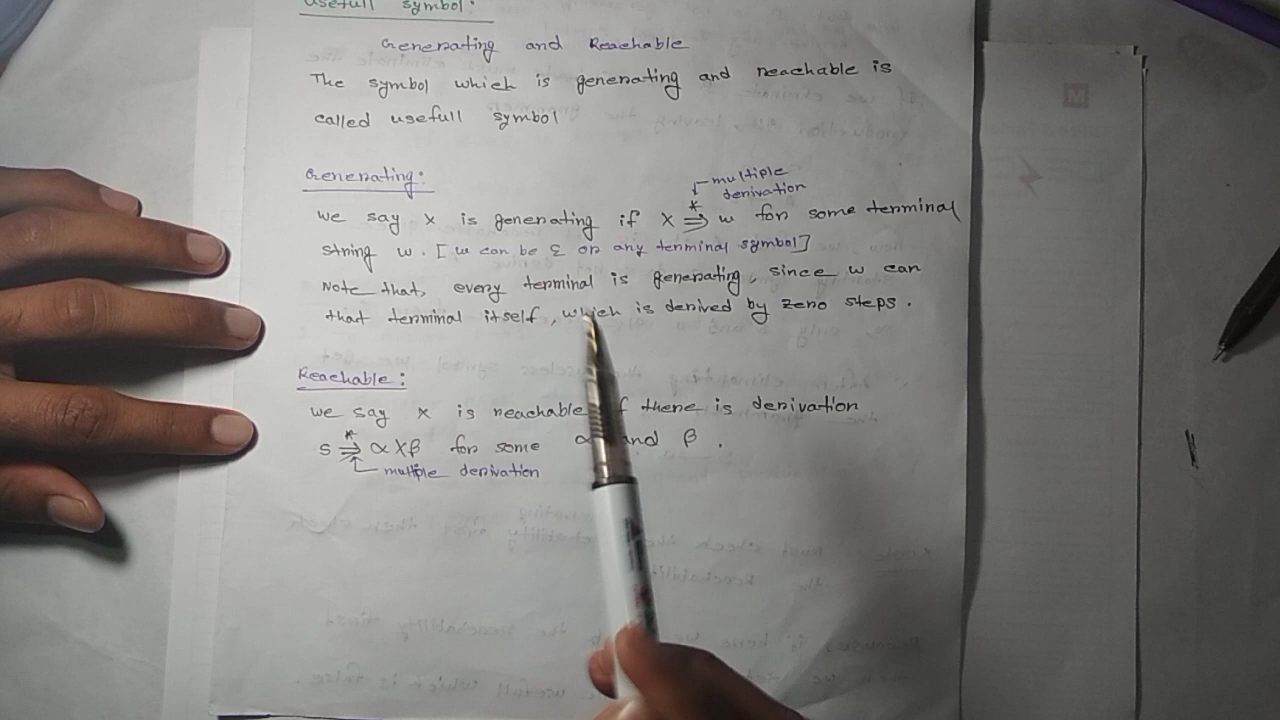 Usefull symbol:
Generating and Reachable
The symbol which is generating and reachable is
called usefull symbol
Generating:
multiple
derivation
we say x is generating if X ⇒* w for some terminal
string w. [w can be ε or any terminal symbol]
Note that, every terminal is generating, since w can
that terminal itself, which is derived by zero steps.
Reachable:
we say x is reachable if there is derivation
S ⇒* αXβ for some α and β.
multiple derivation